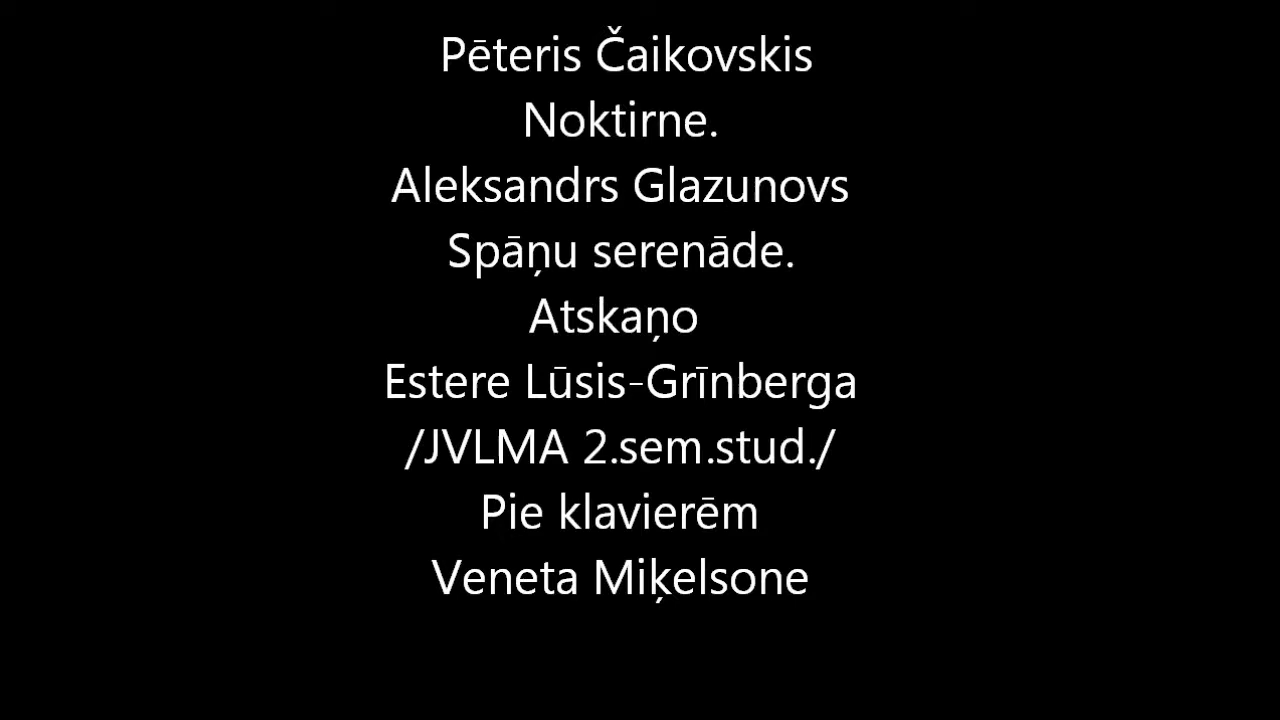 Pēteris Čaikovskis
Noktirne.
Aleksandrs Glazunovs
Spāņu serenāde.
Atskaņo
Estere Lūsis-Grīnberga
/JVLMA 2.sem.stud./
Pie klavierēm
Veneta Miķelsone